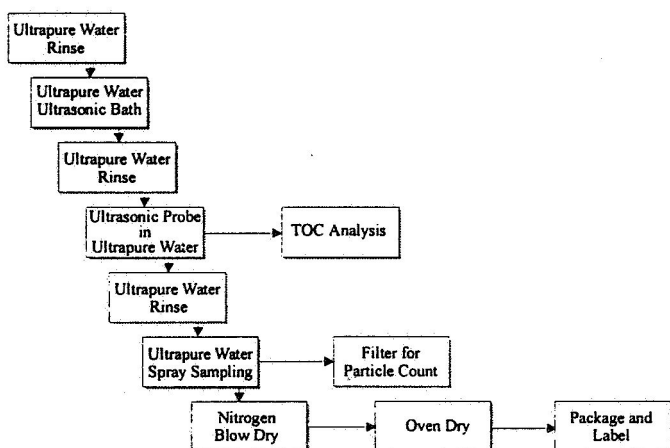 Ultrapure Water
Rinse
Ultrapure Water
Ultrasonic Bath
Ultrapure Water
Rinse
Ultrasonic Probe
in
Ultrapure Water
TOC Analysis
Ultrapure Water
Rinse
Ultrapure Water
Spray Sampling
Filter for
Particle Count
Nitrogen
Blow Dry
Oven Dry
Package and
Label